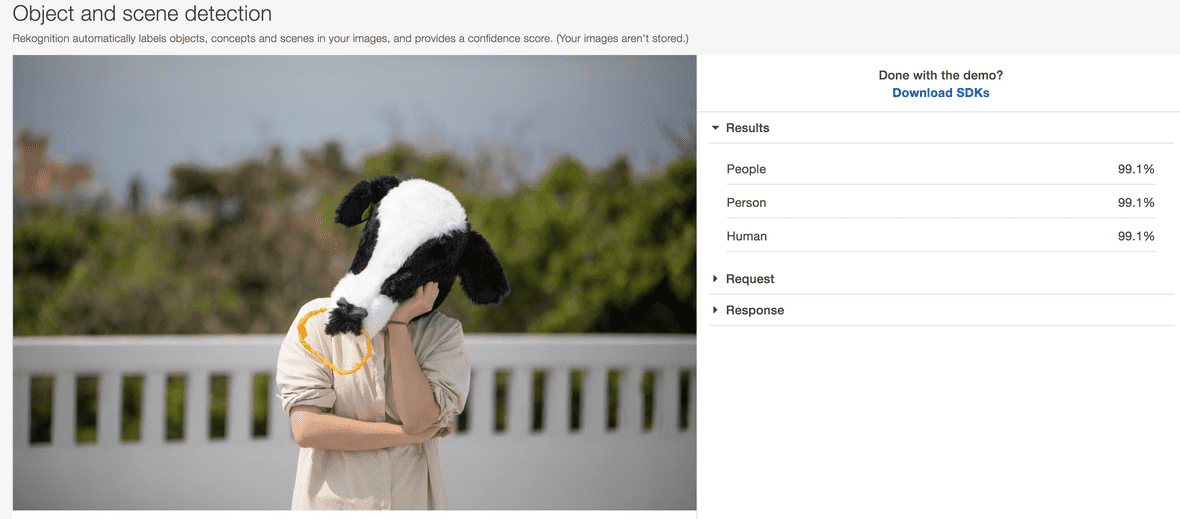 Object and scene detection
Rekognition automatically labels objects, concepts and scenes in your images, and provides a confidence score. (Your images aren't stored.)
Done with the demo?
Download SDKs
Results
People 99.1%
Person 99.1%
Human 99.1%
Request
Response